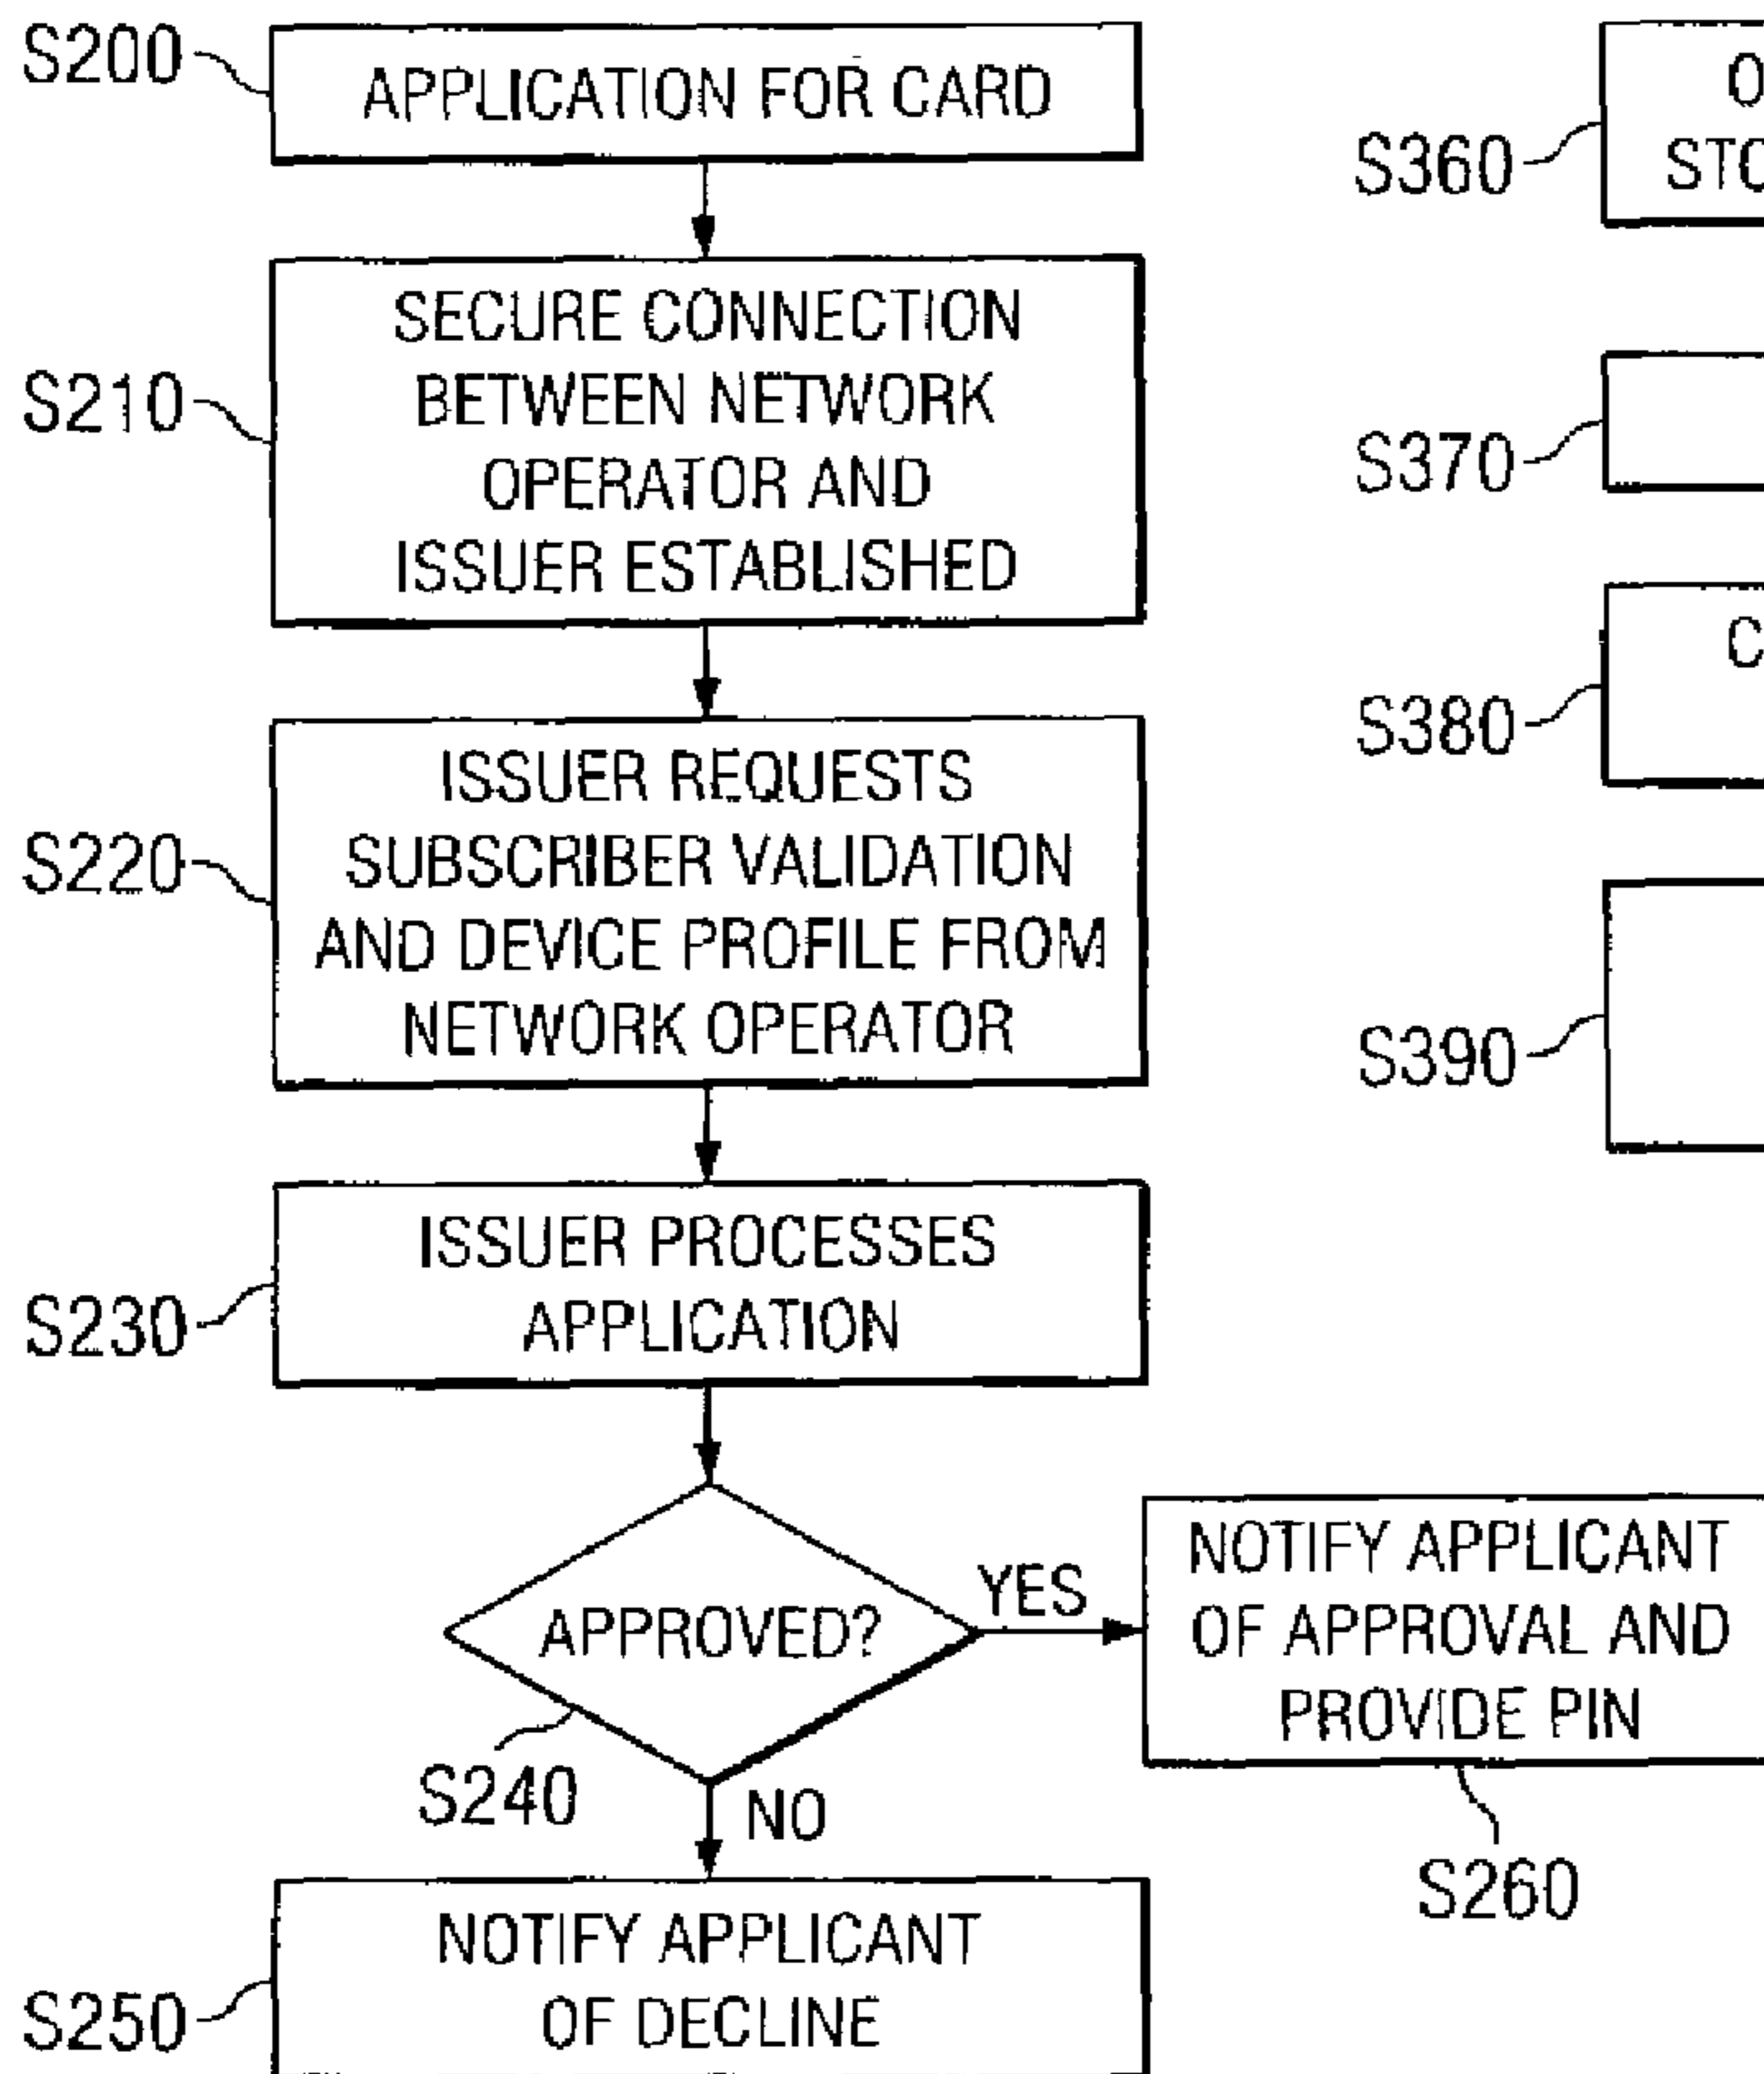 S200
APPLICATION FOR CARD
S210
SECURE CONNECTION
BETWEEN NETWORK
OPERATOR AND
ISSUER ESTABLISHED
S220
ISSUER REQUESTS
SUBSCRIBER VALIDATION
AND DEVICE PROFILE FROM
NETWORK OPERATOR
S230
ISSUER PROCESSES
APPLICATION
APPROVED?
S240
YES
NO
NOTIFY APPLICANT
OF APPROVAL AND
PROVIDE PIN
S260
S250
NOTIFY APPLICANT
OF DECLINE
S360
S370
S380
S390